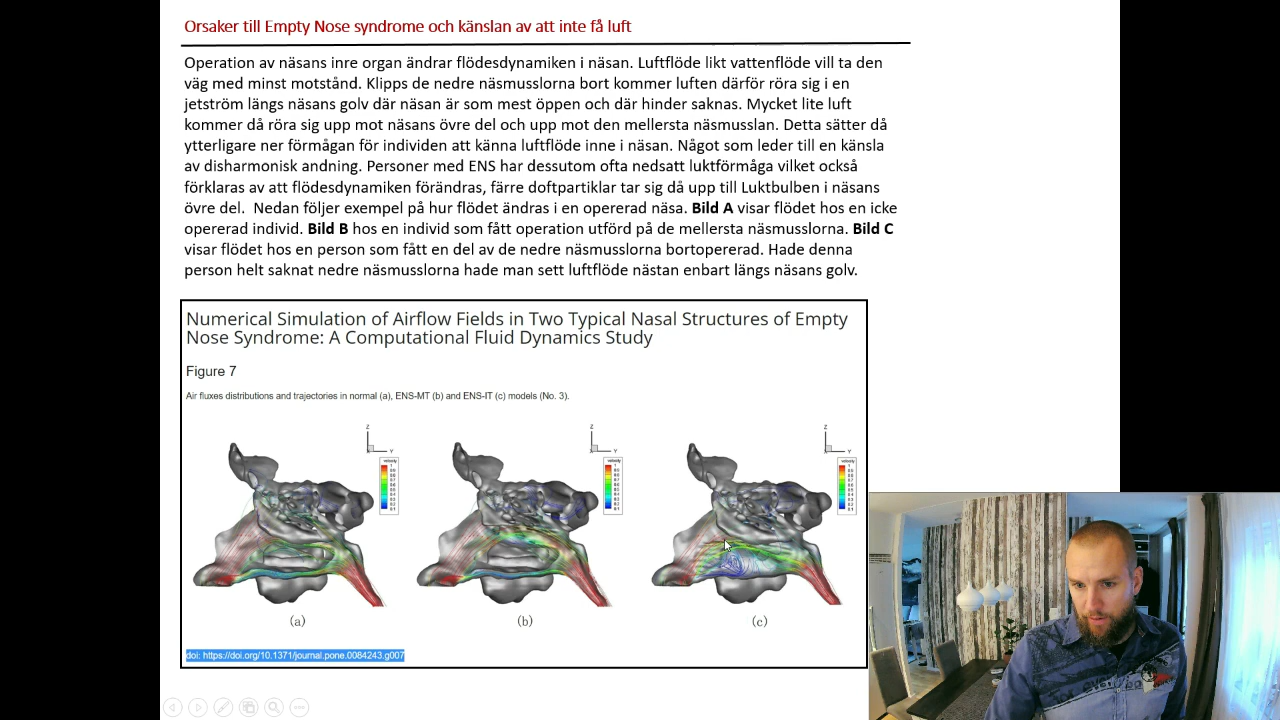 Orsaker till Empty Nose syndrome och känslan av att inte få luft
Operation av näsans inre organ ändrar flödesdynamiken i näsan. Luftflöde likt vattenflöde vill ta den
väg med minst motstånd. Klipps de nedre näsmusslorna bort kommer luften därför röra sig i en
jetström längs näsans golv där näsan är som mest öppen och där hinder saknas. Mycket lite luft
kommer då röra sig upp mot näsans övre del och upp mot den mellersta näsmusslan. Detta sätter då
ytterligare ner förmågan för individen att känna luftflöde inne i näsan. Något som leder till en känsla
av disharmonisk andning. Personer med ENS har dessutom ofta nedsatt luktförmåga vilket också
förklaras av att flödesdynamiken förändras, färre doftpartiklar tar sig då upp till Luktbulben i näsans
övre del.  Nedan följer exempel på hur flödet ändras i en opererad näsa. Bild A visar flödet hos en icke
opererad individ. Bild B hos en individ som fått operation utförd på de mellersta näsmusslorna. Bild C
visar flödet hos en person som fått en del av de nedre näsmusslorna bortopererad. Hade denna
person helt saknat nedre näsmusslorna hade man sett luftflöde nästan enbart längs näsans golv.
Numerical Simulation of Airflow Fields in Two Typical Nasal Structures of Empty
Nose Syndrome: A Computational Fluid Dynamics Study
Figure 7
Air fluxes distributions and trajectories in normal (a), ENS-MT (b) and ENS-IT (c) models (No. 3).
Z Z Z
Y Y Y
velocity velocity velocity
(a) (b) (c)
doi: https://doi.org/10.1371/journal.pone.0084243.g007